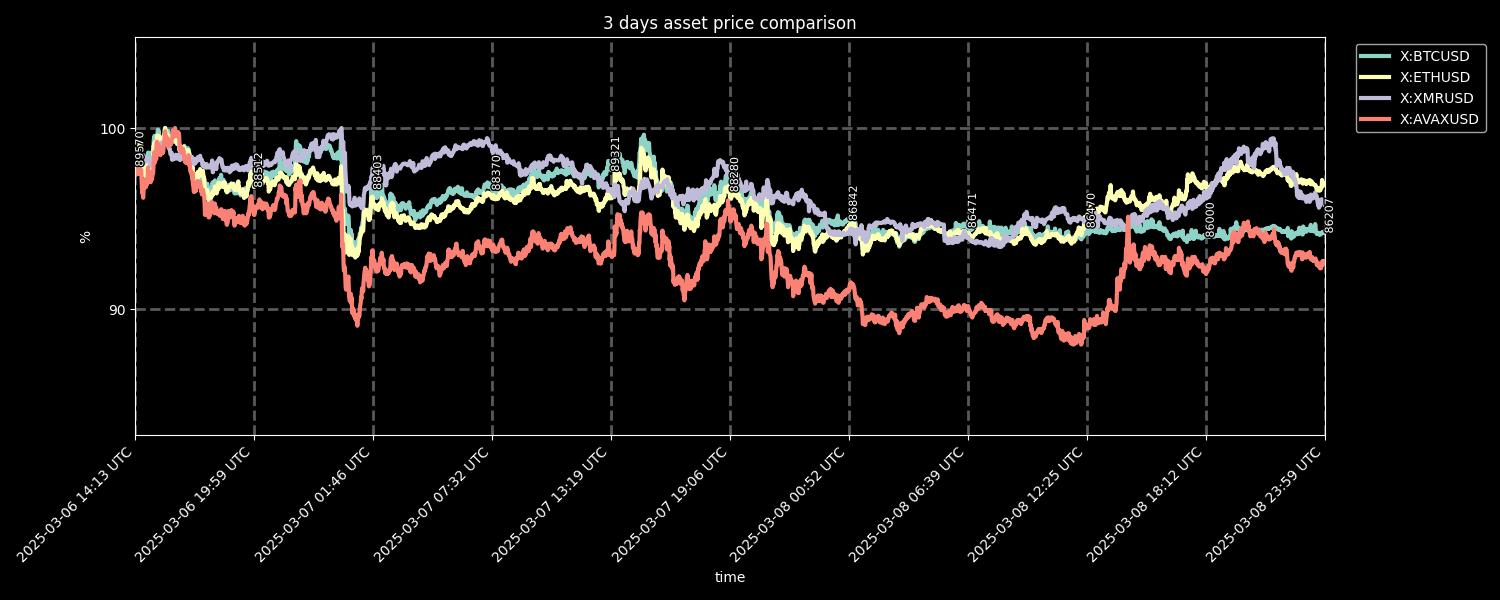 3 days asset price comparison
X:BTCUSD
X:ETHUSD
X:XMRUSD
X:AVAXUSD
100
90
%
89570
88512
88403
88370
89321
88280
86842
86471
86470
86000
86207
2025-03-06 14:13 UTC
2025-03-06 19:59 UTC
2025-03-07 01:46 UTC
2025-03-07 07:32 UTC
2025-03-07 13:19 UTC
2025-03-07 19:06 UTC
2025-03-08 00:52 UTC
2025-03-08 06:39 UTC
2025-03-08 12:25 UTC
2025-03-08 18:12 UTC
2025-03-08 23:59 UTC
time